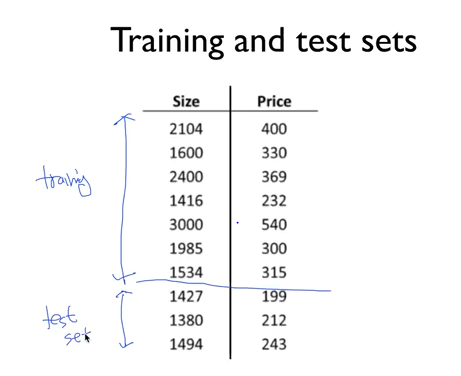 Training and test sets
Size Price
2104 400
1600 330
2400 369
1416 232
training
3000 540
1985 300
1534 315
1427 199
test
1380 212
set
1494 243